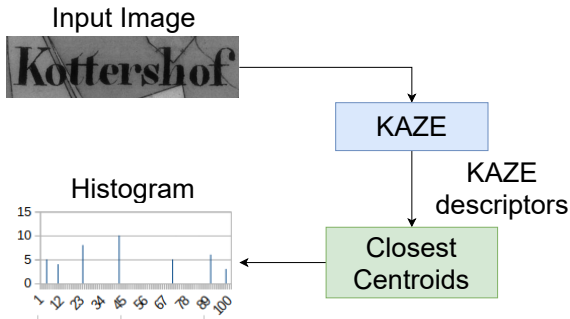 Input Image
Kottershof
KAZE
KAZE
descriptors
Histogram
15
10
5
0
1
12
23
34
45
56
67
78
89
100
Closest
Centroids